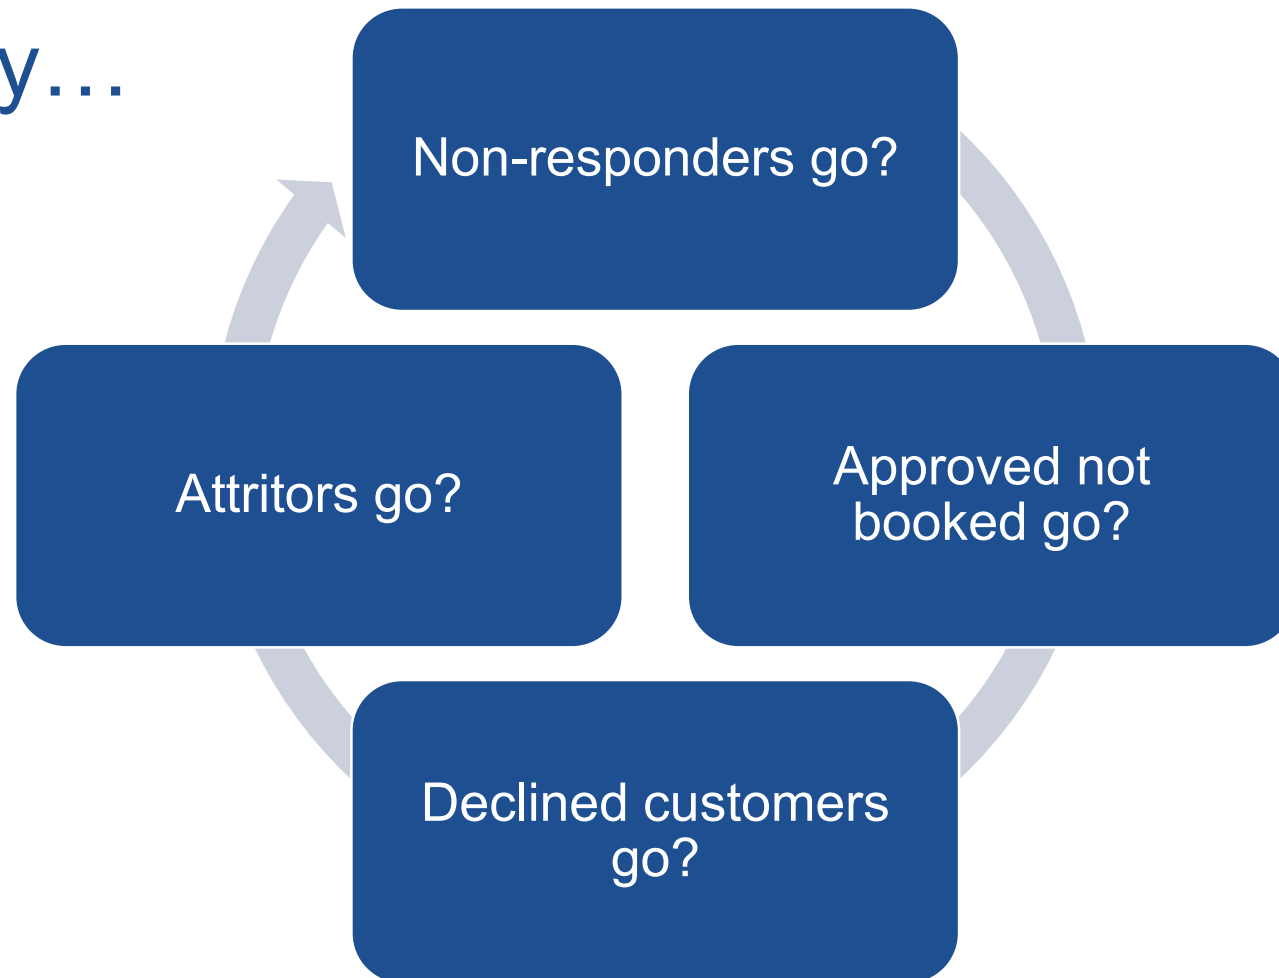 y…
Non-responders go?
Attritors go?
Approved not
booked go?
Declined customers
go?